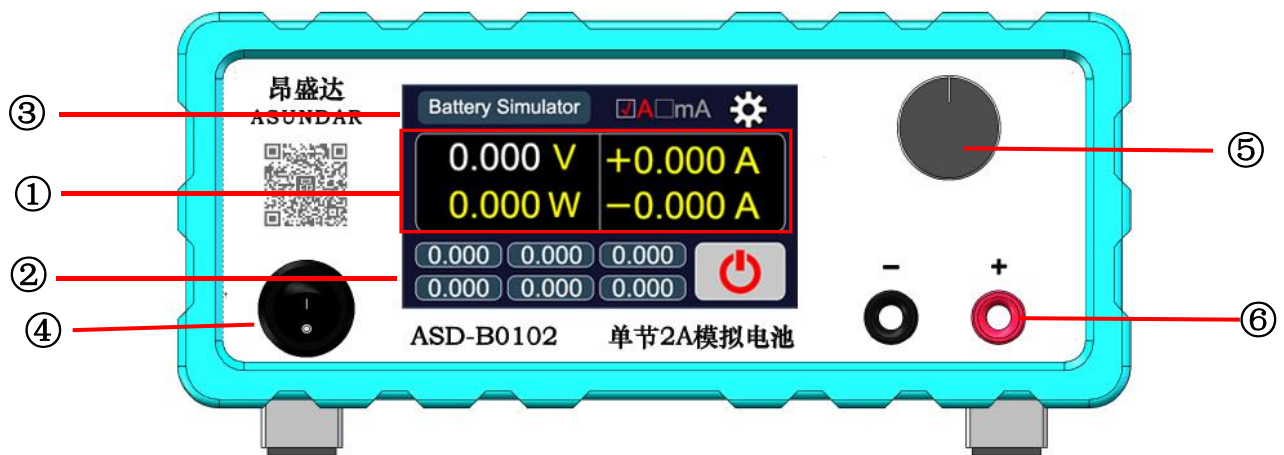 昂盛达
ASUNDAR
③
①
②
④
Battery Simulator
☑A☐mA
0.000 V
+0.000 A
0.000 W
−0.000 A
0.000 0.000 0.000
0.000 0.000 0.000
ASD-B0102
单节2A模拟电池
− +
⑤
⑥